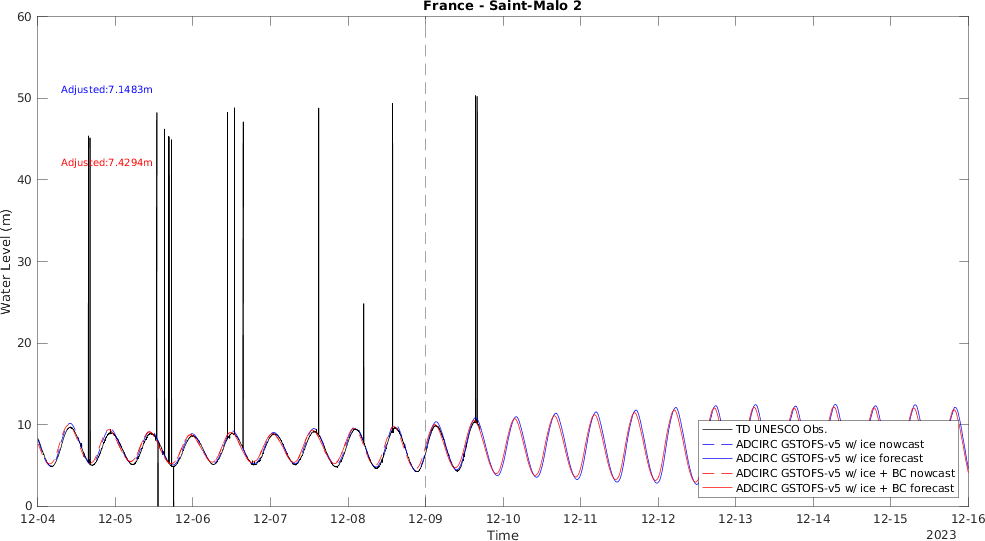 France - Saint-Malo 2
60
50
40
30
20
10
0
Water Level (m)
Adjusted:7.1483m
Adjusted:7.4294m
TD UNESCO Obs.
ADCIRC GSTOFS-v5 w/ ice nowcast
ADCIRC GSTOFS-v5 w/ ice forecast
ADCIRC GSTOFS-v5 w/ ice + BC nowcast
ADCIRC GSTOFS-v5 w/ ice + BC forecast
12-04 12-05 12-06 12-07 12-08 12-09 12-10 12-11 12-12 12-13 12-14 12-15 12-16
Time
2023